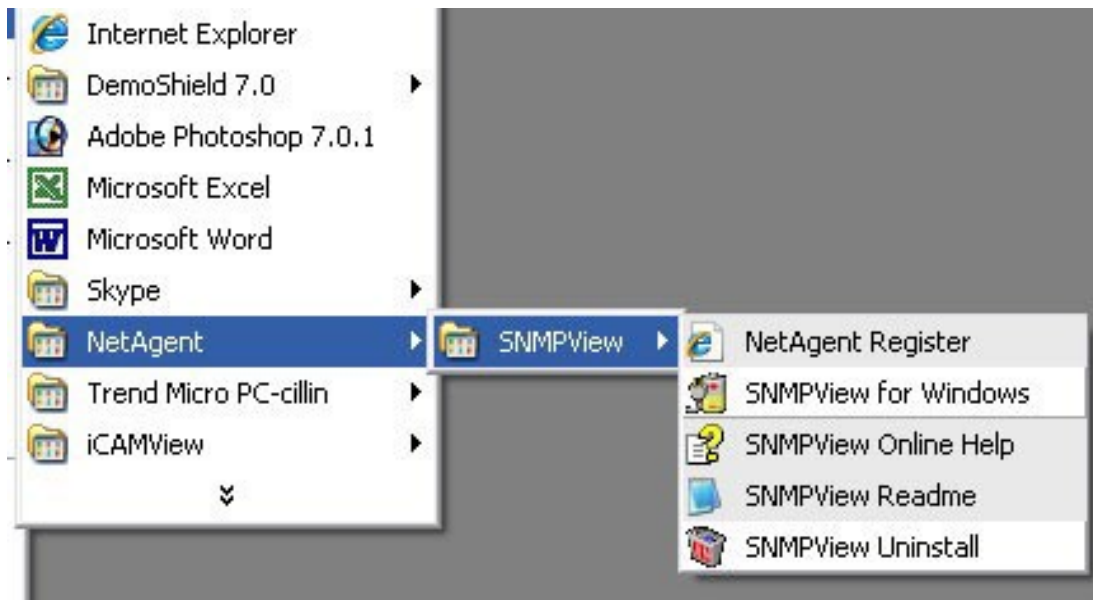 Internet Explorer
DemoShield 7.0
Adobe Photoshop 7.0.1
Microsoft Excel
Microsoft Word
Skype
NetAgent
Trend Micro PC-cillin
iCAMView
SNMPView
NetAgent Register
SNMPView for Windows
SNMPView Online Help
SNMPView Readme
SNMPView Uninstall